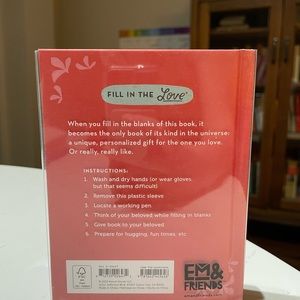 FILL IN THE Love®
When you fill in the blanks of this book, it
becomes the only book of its kind in the universe:
a unique, personalized gift for the one you love.
Or really, really like.
INSTRUCTIONS:
1. Wash and dry hands (or wear gloves,
but that seems difficult)
2. Remove this plastic sleeve
3. Locate a working pen
4. Think of your beloved while filling in blanks
5. Give book to your beloved
6. Prepare for hugging, fun times, etc.
EM&
FRIENDS